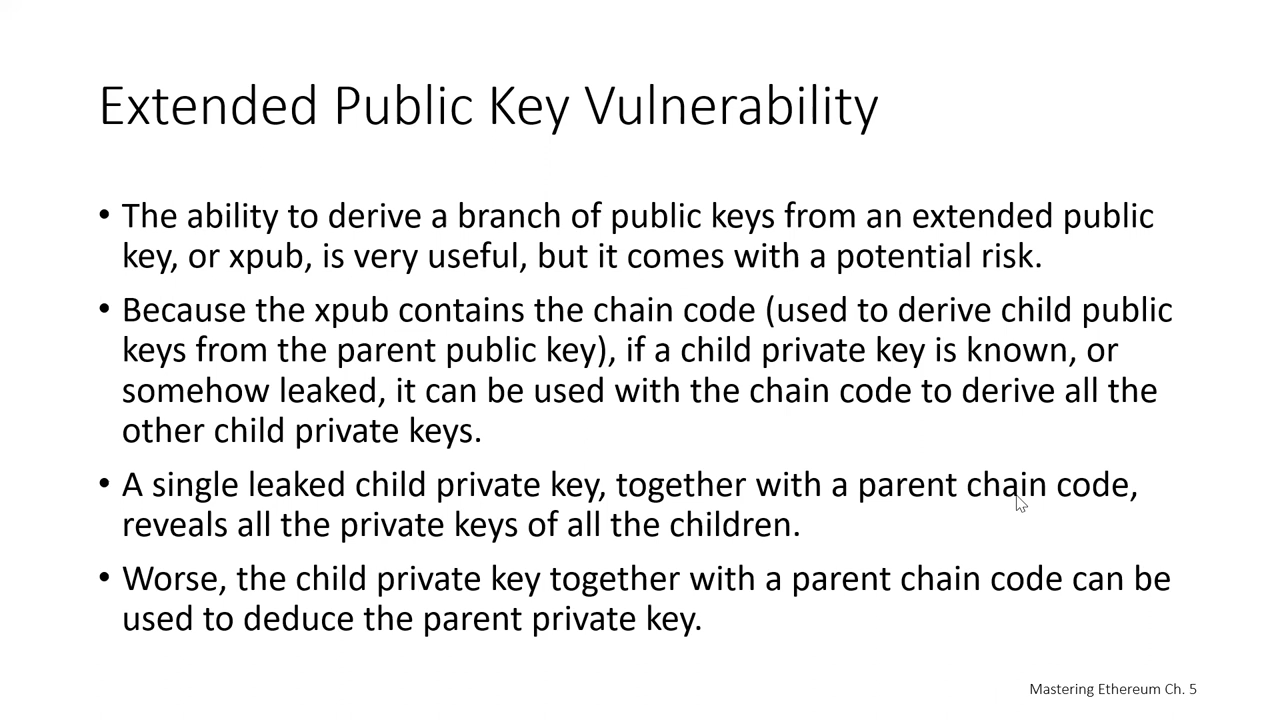 Extended Public Key Vulnerability
• The ability to derive a branch of public keys from an extended public
key, or xpub, is very useful, but it comes with a potential risk.
• Because the xpub contains the chain code (used to derive child public
keys from the parent public key), if a child private key is known, or
somehow leaked, it can be used with the chain code to derive all the
other child private keys.
• A single leaked child private key, together with a parent chain code,
reveals all the private keys of all the children.
• Worse, the child private key together with a parent chain code can be
used to deduce the parent private key.
Mastering Ethereum Ch. 5